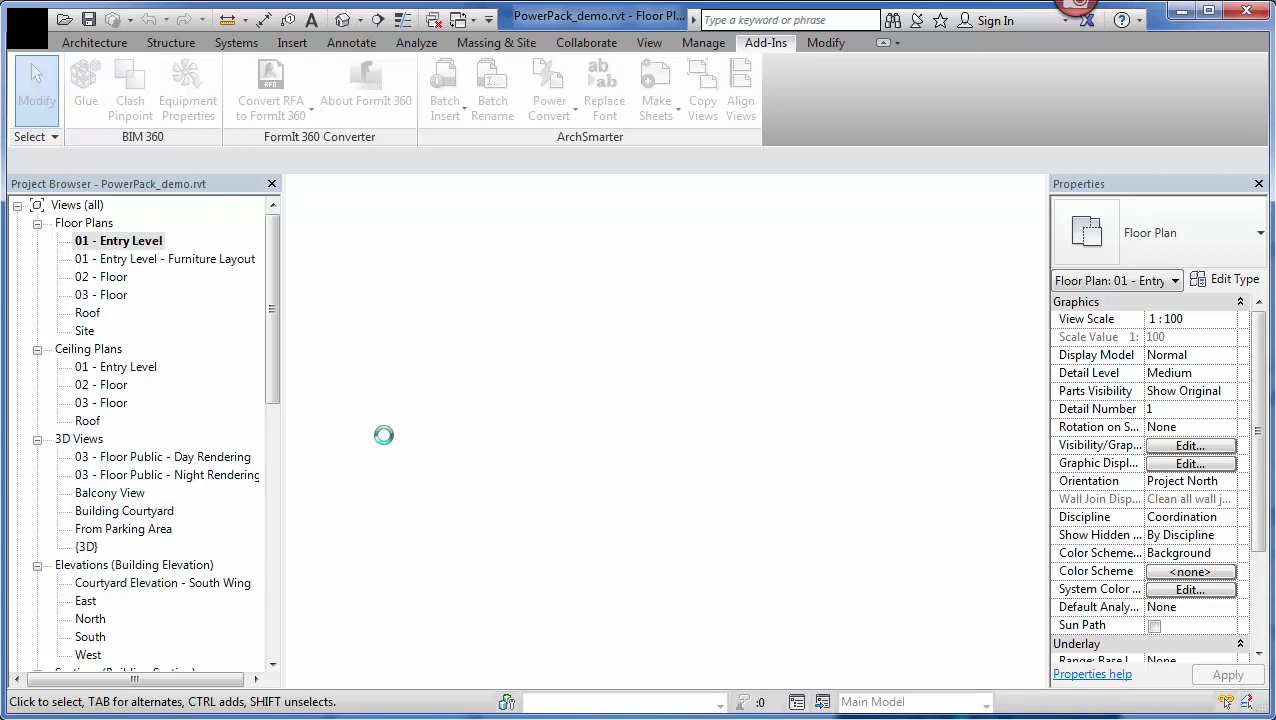 PowerPack_demo.rvt - Floor Pl...
Type a keyword or phrase
Sign In
Architecture Structure Systems Insert Annotate Analyze Massing & Site Collaborate View Manage Add-Ins Modify
Modify
Glue
Clash Pinpoint
Equipment Properties
Convert RFA to FormIt 360
About FormIt 360
Batch Insert
Batch Rename
Power Convert
Replace Font
Make Sheets
Copy Views
Align Views
Select
BIM 360
FormIt 360 Converter
ArchSmarter
Project Browser - PowerPack_demo.rvt
Views (all)
Floor Plans
01 - Entry Level
01 - Entry Level - Furniture Layout
02 - Floor
03 - Floor
Roof
Site
Ceiling Plans
01 - Entry Level
02 - Floor
03 - Floor
Roof
3D Views
03 - Floor Public - Day Rendering
03 - Floor Public - Night Rendering
Balcony View
Building Courtyard
From Parking Area
{3D}
Elevations (Building Elevation)
Courtyard Elevation - South Wing
East
North
South
West
Properties
Floor Plan
Floor Plan: 01 - Entry
Edit Type
Graphics
View Scale 1 : 100
Scale Value 1: 100
Display Model Normal
Detail Level Medium
Parts Visibility Show Original
Detail Number 1
Rotation on S... None
Visibility/Grap... Edit...
Graphic Displ... Edit...
Orientation Project North
Wall Join Disp... Clean all wall j...
Discipline Coordination
Show Hidden ... By Discipline
Color Scheme... Background
Color Scheme <none>
System Color ... Edit...
Default Analy... None
Sun Path
Underlay
Range: Base L... None
Properties help
Apply
Click to select, TAB for alternates, CTRL adds, SHIFT unselects.
:0
Main Model